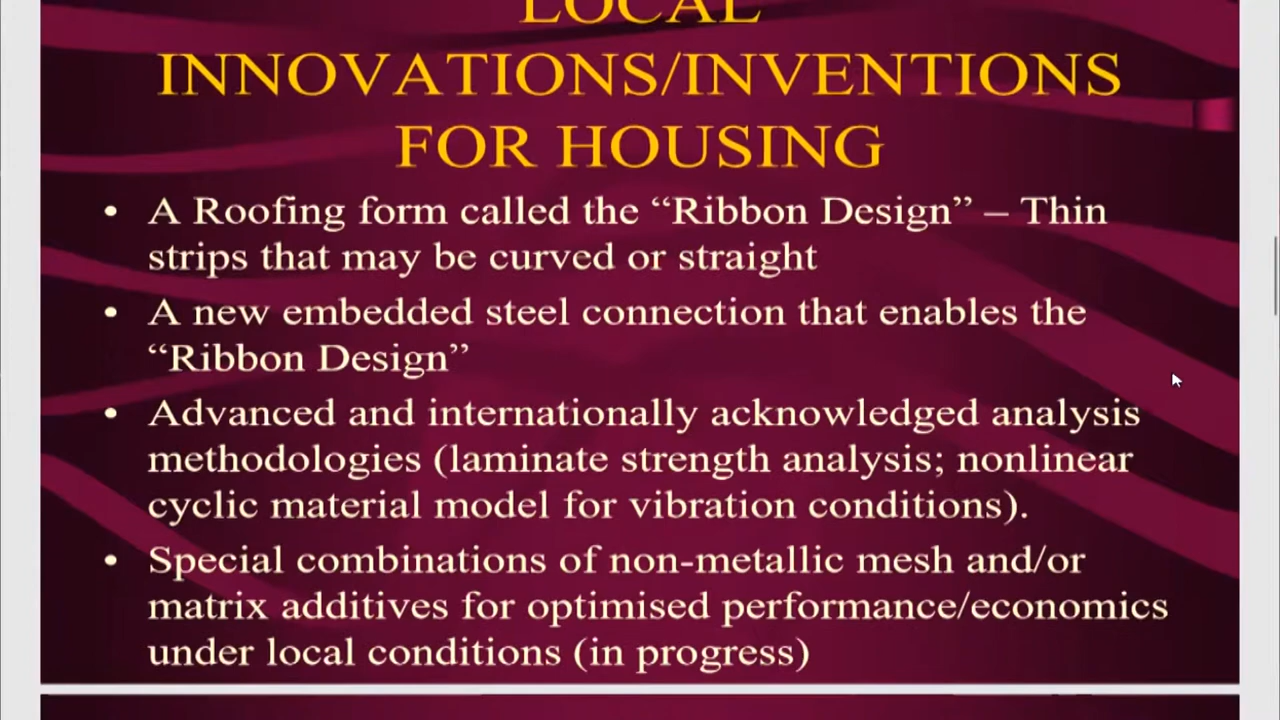 LOCAL
INNOVATIONS/INVENTIONS
FOR HOUSING
• A Roofing form called the “Ribbon Design” – Thin
strips that may be curved or straight
• A new embedded steel connection that enables the
“Ribbon Design”
• Advanced and internationally acknowledged analysis
methodologies (laminate strength analysis; nonlinear
cyclic material model for vibration conditions).
• Special combinations of non-metallic mesh and/or
matrix additives for optimised performance/economics
under local conditions (in progress)